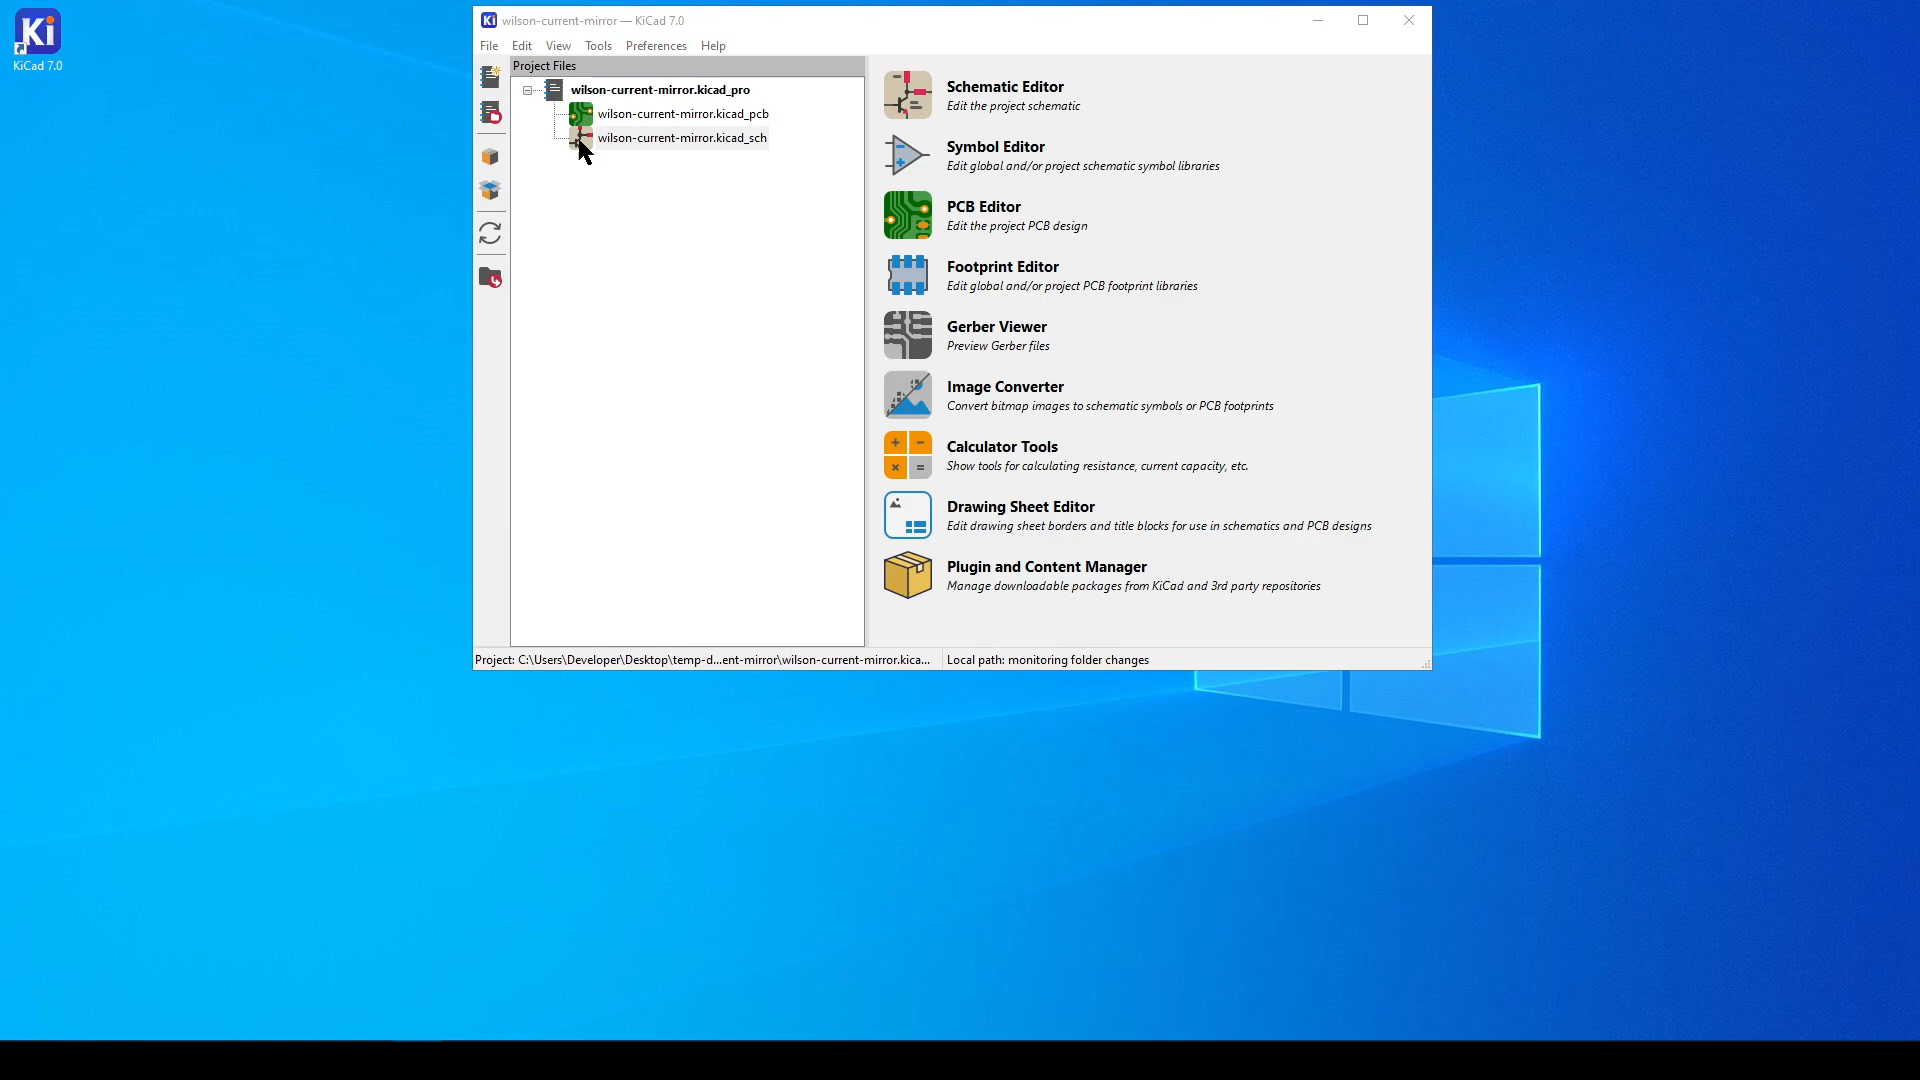 Ki
KiCad 7.0
Ki wilson-current-mirror — KiCad 7.0
File Edit View Tools Preferences Help
Project Files
wilson-current-mirror.kicad_pro
wilson-current-mirror.kicad_pcb
wilson-current-mirror.kicad_sch
Schematic Editor
Edit the project schematic
Symbol Editor
Edit global and/or project schematic symbol libraries
PCB Editor
Edit the project PCB design
Footprint Editor
Edit global and/or project PCB footprint libraries
Gerber Viewer
Preview Gerber files
Image Converter
Convert bitmap images to schematic symbols or PCB footprints
Calculator Tools
Show tools for calculating resistance, current capacity, etc.
Drawing Sheet Editor
Edit drawing sheet borders and title blocks for use in schematics and PCB designs
Plugin and Content Manager
Manage downloadable packages from KiCad and 3rd party repositories
Project: C:\Users\Developer\Desktop\temp-d...ent-mirror\wilson-current-mirror.kica...
Local path: monitoring folder changes